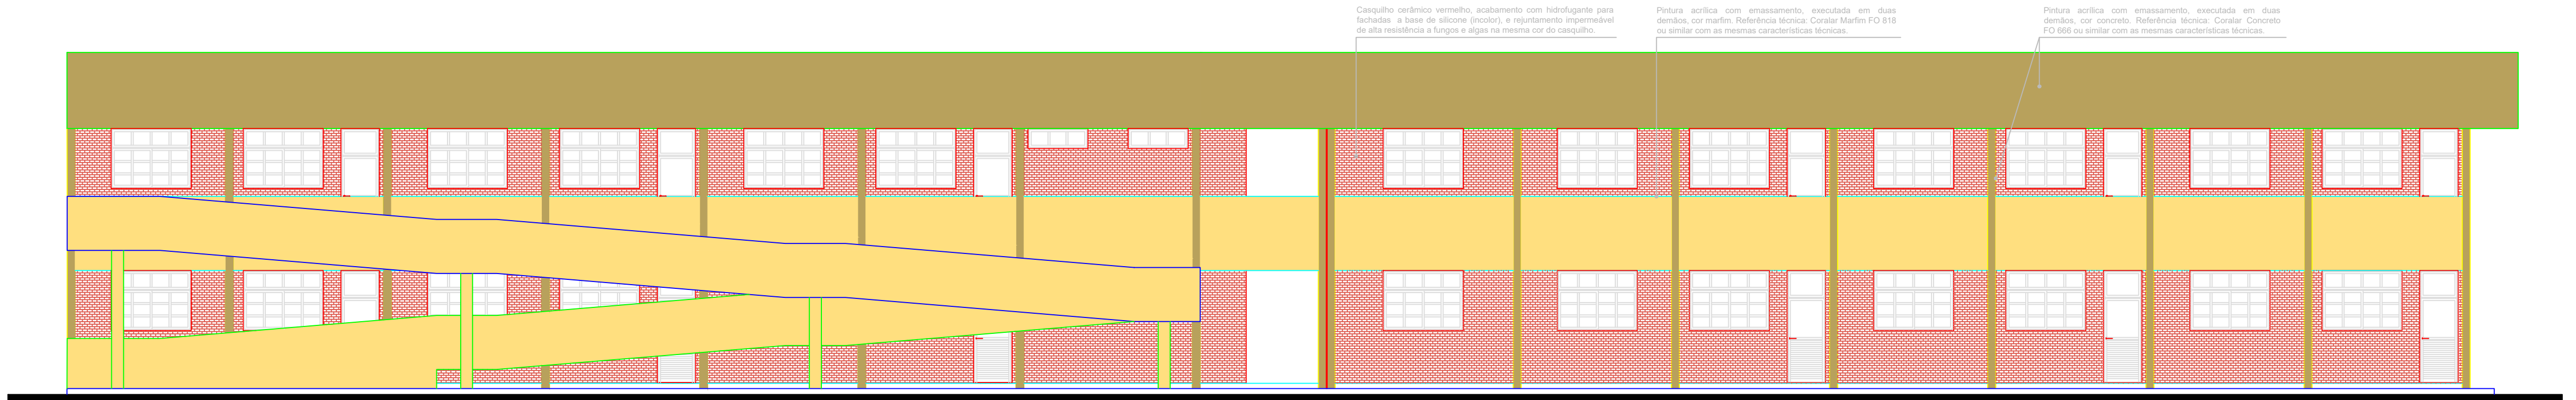 Casquilho cerâmico vermelho, acabamento com hidrofugante para
fachadas a base de silicone (incolor), e rejuntamento impermeável
de alta resistência a fungos e algas na mesma cor do casquilho.
Pintura acrílica com emassamento, executada em duas
demãos, cor marfim. Referência técnica: Coralar Marfim FO 818
ou similar com as mesmas características técnicas.
Pintura acrílica com emassamento, executada em duas
demãos, cor concreto. Referência técnica: Coralar Concreto
FO 666 ou similar com as mesmas características técnicas.